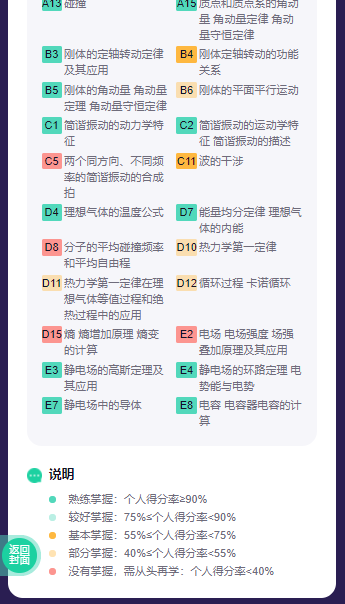 A13 碰撞
A15 质点和质点系的角动
量 角动量定律 角动
量守恒定律
B3 刚体的定轴转动定律
及其应用
B4 刚体定轴转动的功能
关系
B5 刚体的角动量 角动量
定理 角动量守恒定律
B6 刚体的平面平行运动
C1 简谐振动的动力学特
征
C2 简谐振动的运动学特
征 简谐振动的描述
C5 两个同方向、不同频
率的简谐振动的合成
拍
C11 波的干涉
D4 理想气体的温度公式
D7 能量均分定理 理想气
体的内能
D8 分子的平均碰撞频率
和平均自由程
D10 热力学第一定律
D11 热力学第一定律在理
想气体等值过程和绝
热过程中的应用
D12 循环过程 卡诺循环
D15 熵 熵增加原理 熵变
的计算
E2 电场 电场强度 场强
叠加原理及其应用
E3 静电场的高斯定理及
其应用
E4 静电场的环路定理 电
势能与电势
E7 静电场中的导体
E8 电容 电容器电容的计
算
说明
熟练掌握：个人得分率≥90%
较好掌握：75%≤个人得分率<90%
基本掌握：55%≤个人得分率<75%
部分掌握：40%≤个人得分率<55%
没有掌握，需从头再学：个人得分率<40%
返回
封面